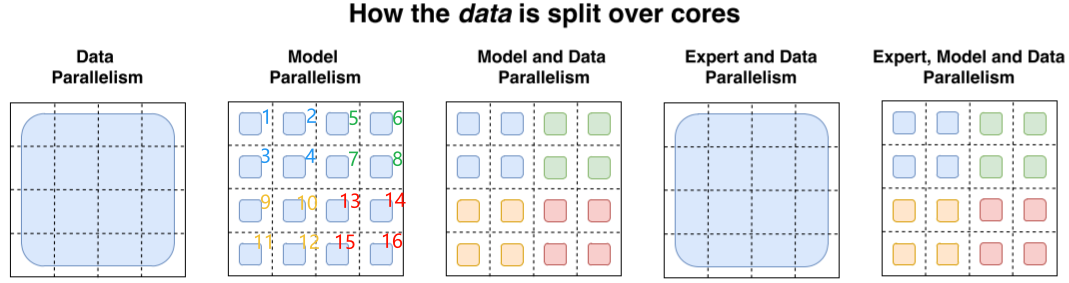 How the data is split over cores
Data
Parallelism
Model
Parallelism
Model and Data
Parallelism
Expert and Data
Parallelism
Expert, Model and Data
Parallelism
1 2 5 6
3 4 7 8
9 10 13 14
11 12 15 16